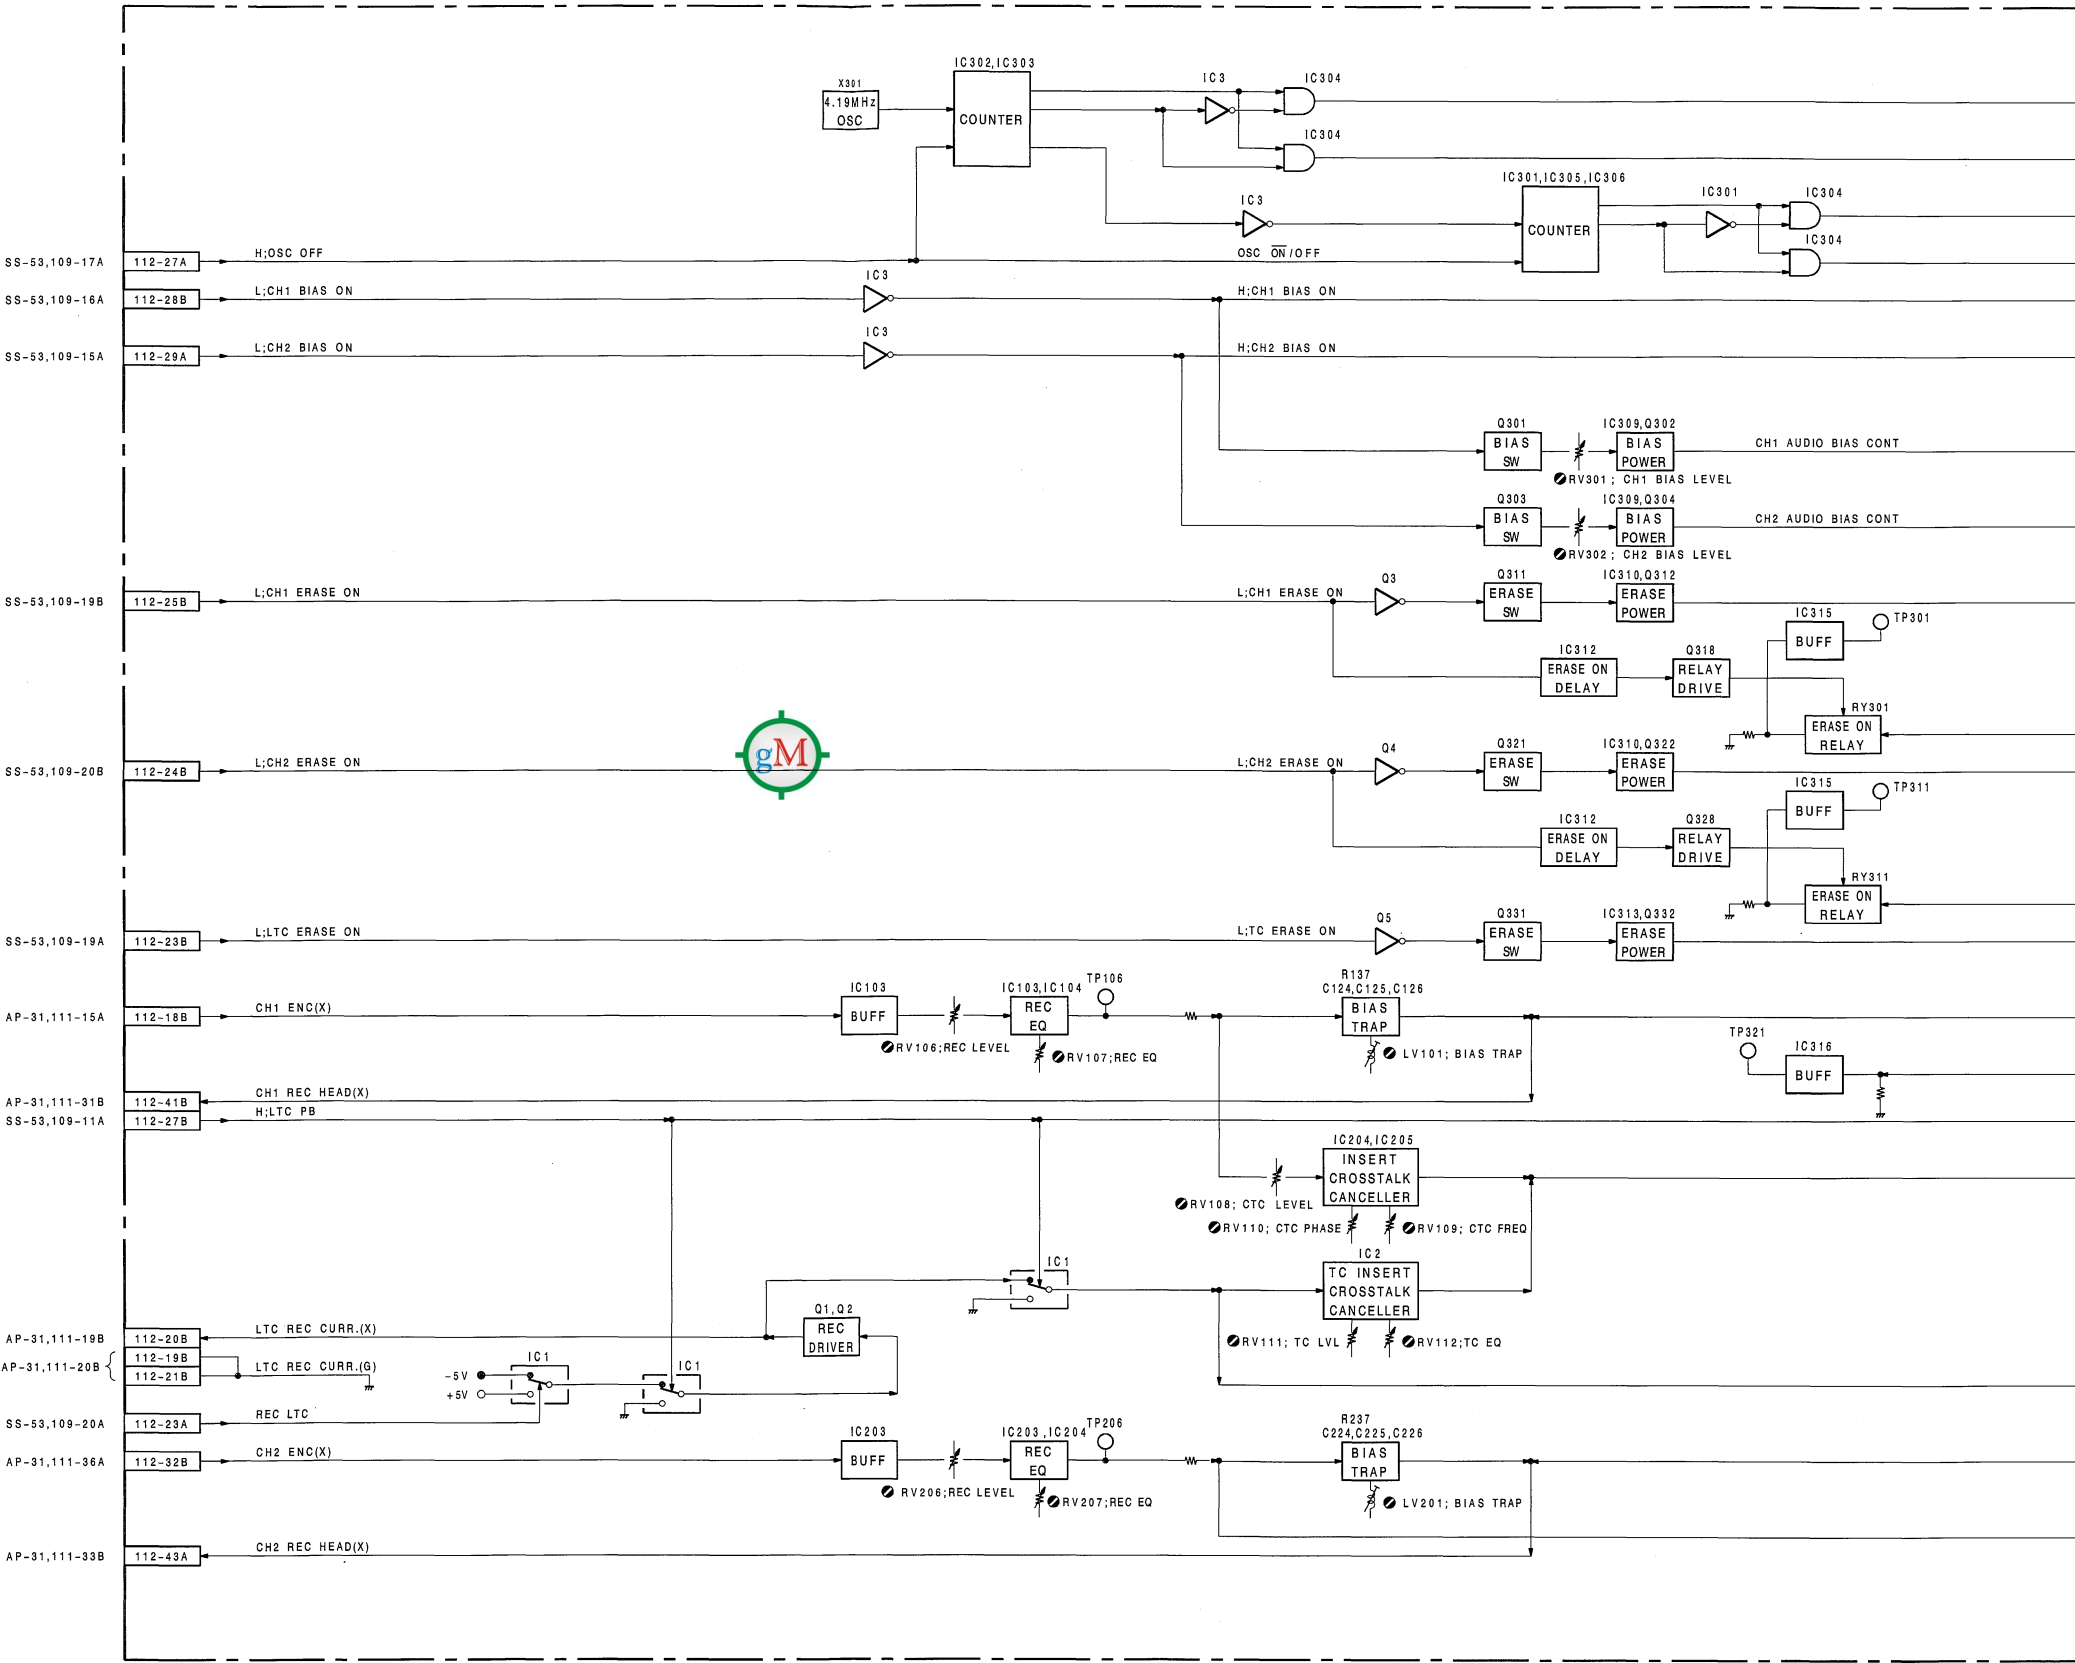 IC302,IC303
X301
4.19MHz
OSC
COUNTER
IC3
IC304
IC304
IC301,IC305,IC306
COUNTER
IC3
IC301
IC304
IC304
SS-53,109-17A
112-27A
H;OSC OFF
OSC ON/OFF
SS-53,109-16A
112-28B
L;CH1 BIAS ON
IC3
H;CH1 BIAS ON
SS-53,109-15A
112-29A
L;CH2 BIAS ON
IC3
H;CH2 BIAS ON
Q301
BIAS
SW
IC309,Q302
BIAS
POWER
CH1 AUDIO BIAS CONT
RV301; CH1 BIAS LEVEL
Q303
BIAS
SW
IC309,Q304
BIAS
POWER
CH2 AUDIO BIAS CONT
RV302; CH2 BIAS LEVEL
SS-53,109-19B
112-25B
L;CH1 ERASE ON
L;CH1 ERASE ON
Q3
Q311
ERASE
SW
IC310,Q312
ERASE
POWER
IC315
BUFF
TP301
IC312
ERASE ON
DELAY
Q318
RELAY
DRIVE
RY301
ERASE ON
RELAY
gM
SS-53,109-20B
112-24B
L;CH2 ERASE ON
L;CH2 ERASE ON
Q4
Q321
ERASE
SW
IC310,Q322
ERASE
POWER
IC315
BUFF
TP311
IC312
ERASE ON
DELAY
Q328
RELAY
DRIVE
RY311
ERASE ON
RELAY
SS-53,109-19A
112-23B
L;LTC ERASE ON
L;TC ERASE ON
Q5
Q331
ERASE
SW
IC313,Q332
ERASE
POWER
AP-31,111-15A
112-18B
CH1 ENC(X)
IC103
BUFF
RV106;REC LEVEL
IC103,IC104
REC
EQ
RV107;REC EQ
TP106
R137
C124,C125,C126
BIAS
TRAP
LV101; BIAS TRAP
TP321
IC316
BUFF
AP-31,111-31B
112-41B
CH1 REC HEAD(X)
SS-53,109-11A
112-27B
H;LTC PB
IC204,IC205
INSERT
CROSSTALK
CANCELLER
RV108; CTC LEVEL
RV110; CTC PHASE
RV109; CTC FREQ
IC1
IC2
TC INSERT
CROSSTALK
CANCELLER
RV111; TC LVL
RV112;TC EQ
AP-31,111-19B
112-20B
LTC REC CURR.(X)
Q1,Q2
REC
DRIVER
AP-31,111-20B
112-19B
112-21B
LTC REC CURR.(G)
-5V
+5V
IC1
IC1
SS-53,109-20A
112-23A
REC LTC
AP-31,111-36A
112-32B
CH2 ENC(X)
IC203
BUFF
RV206;REC LEVEL
IC203,IC204
REC
EQ
RV207;REC EQ
TP206
R237
C224,C225,C226
BIAS
TRAP
LV201; BIAS TRAP
AP-31,111-33B
112-43A
CH2 REC HEAD(X)